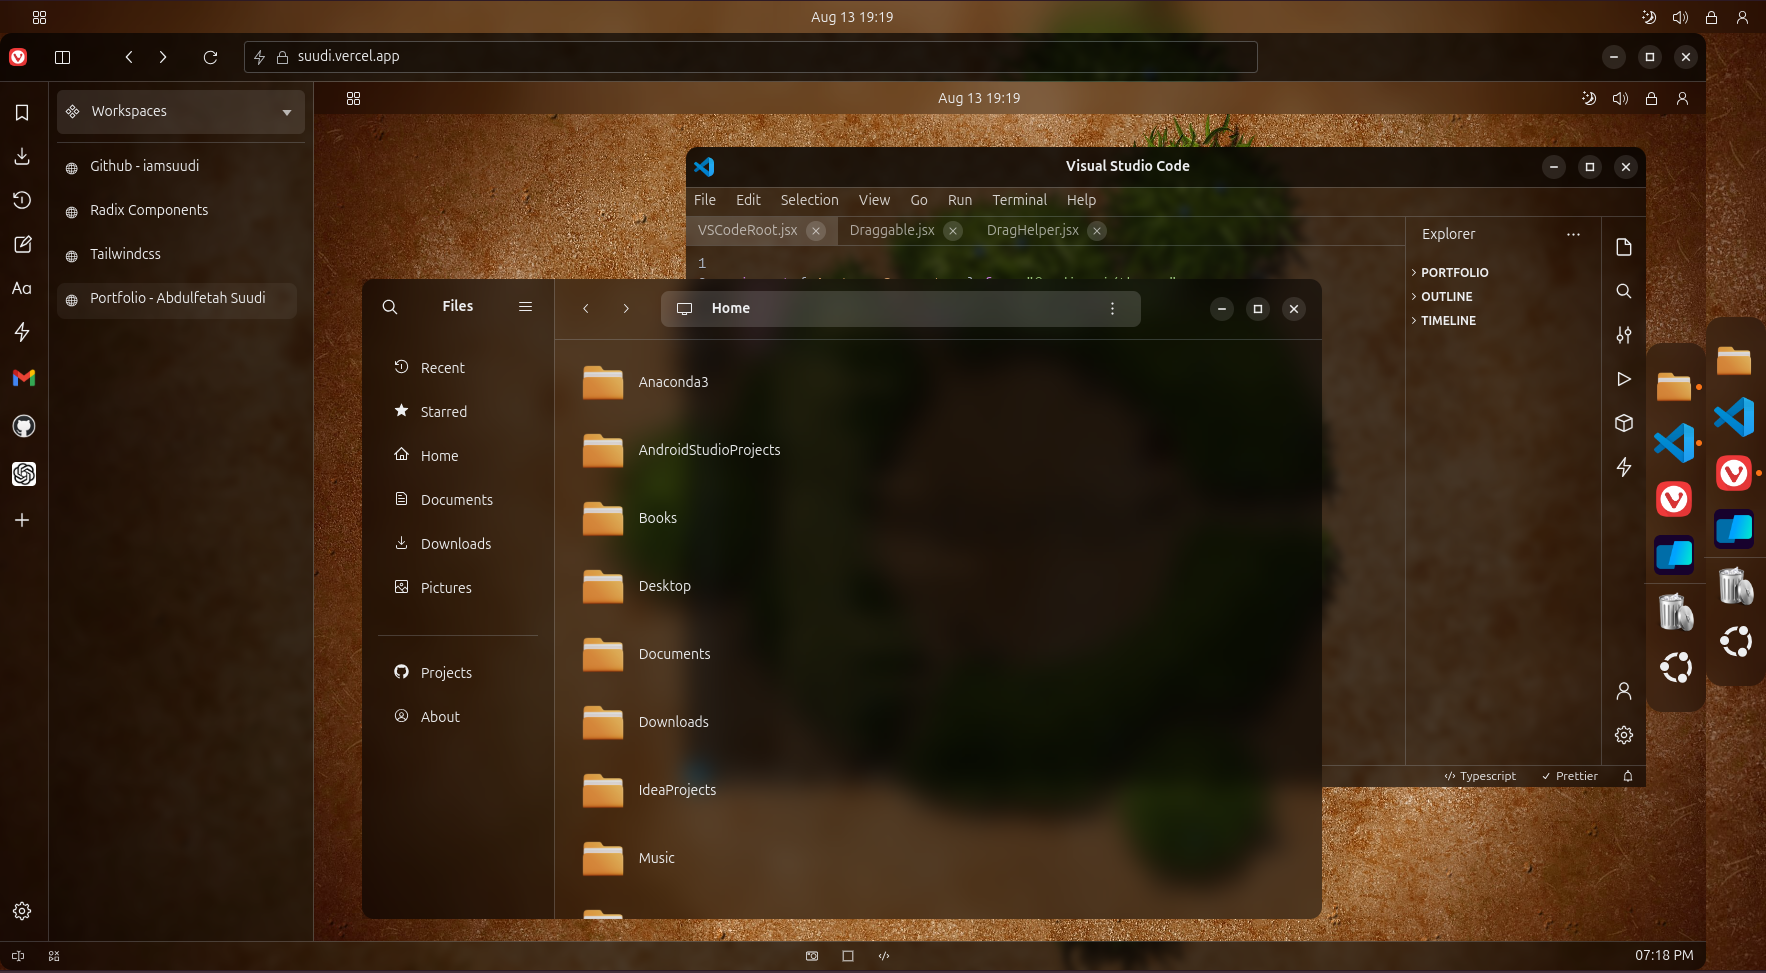 Aug 13 19:19
suudi.vercel.app
Workspaces
Github - iamsuudi
Radix Components
Tailwindcss
Portfolio - Abdulfetah Suudi
Aa
Aug 13 19:19
Visual Studio Code
File Edit Selection View Go Run Terminal Help
VSCodeRoot.jsx Draggable.jsx DragHelper.jsx
1
Explorer
PORTFOLIO
OUTLINE
TIMELINE
Typescript Prettier
Files
Home
Recent
Starred
Home
Documents
Downloads
Pictures
Projects
About
Anaconda3
AndroidStudioProjects
Books
Desktop
Documents
Downloads
IdeaProjects
Music
07:18 PM